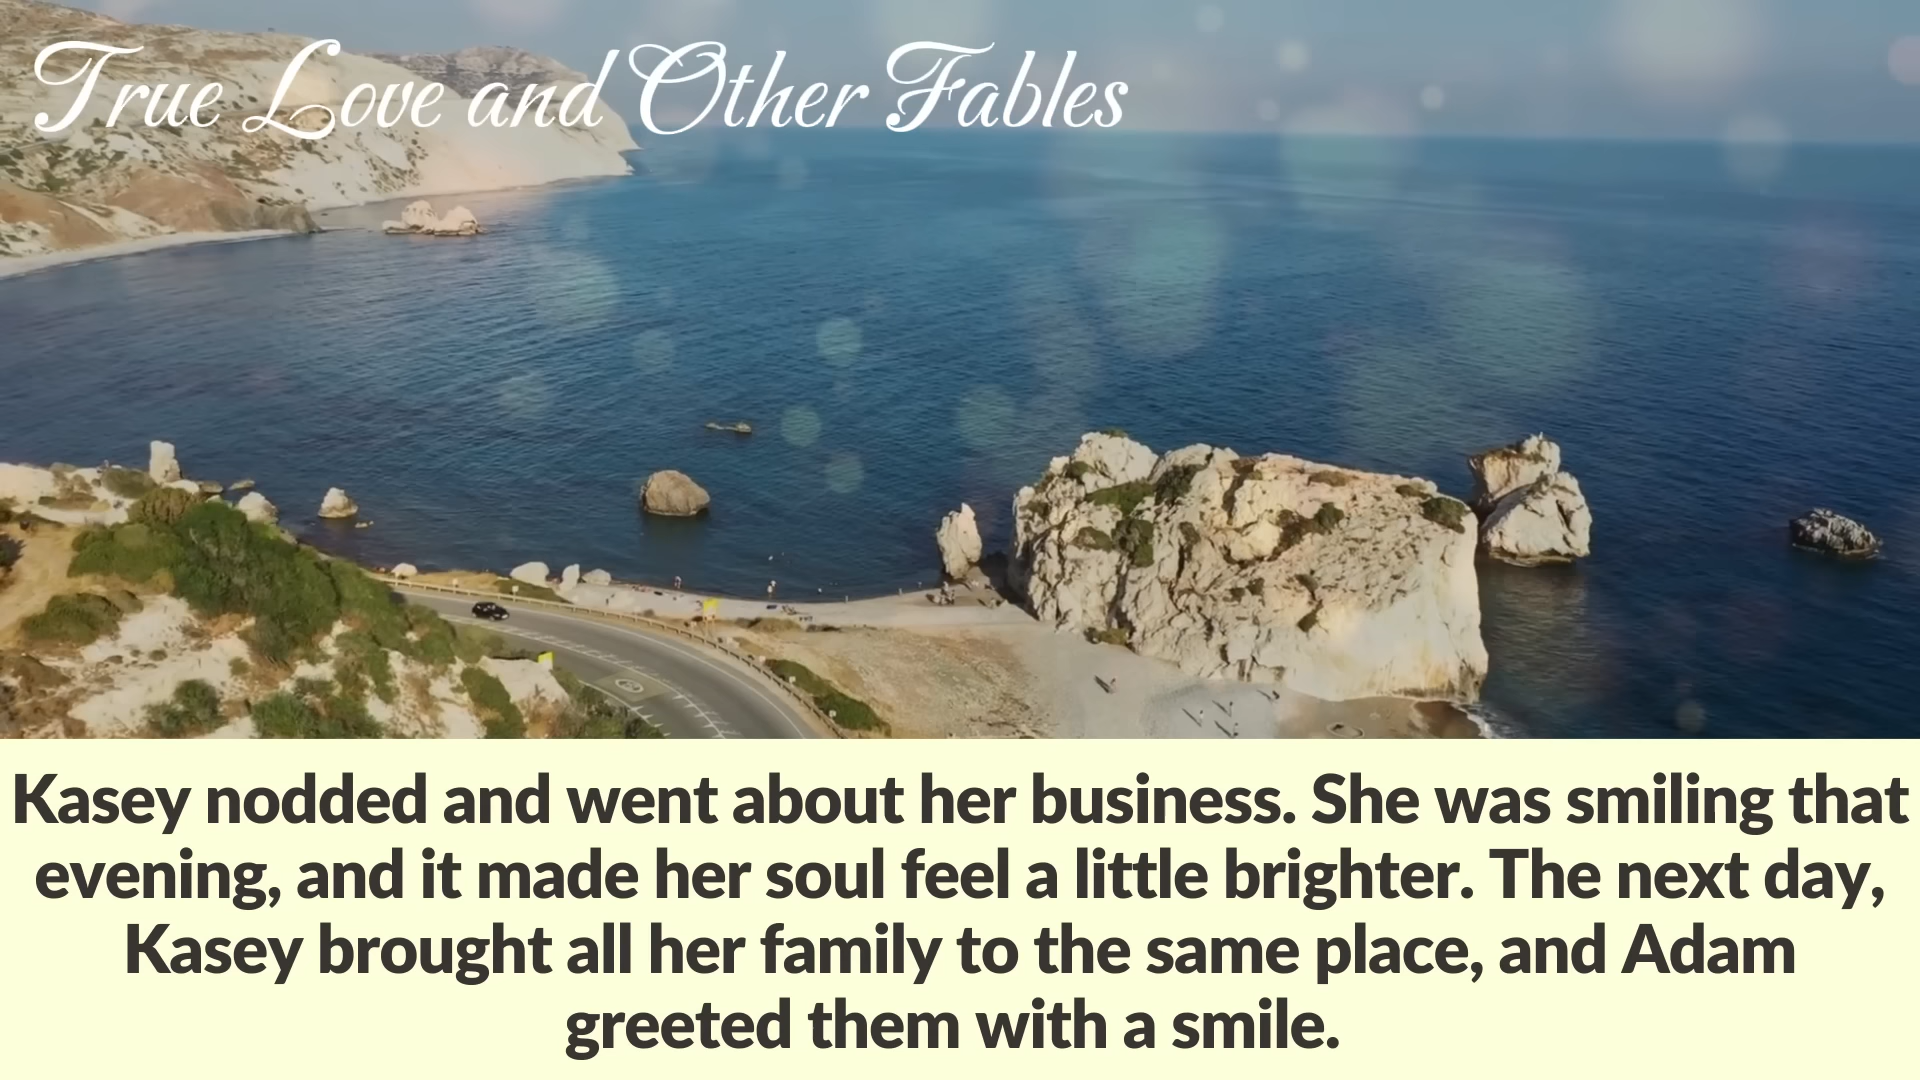 True Love and Other Fables
Kasey nodded and went about her business. She was smiling that
evening, and it made her soul feel a little brighter. The next day,
Kasey brought all her family to the same place, and Adam
greeted them with a smile.